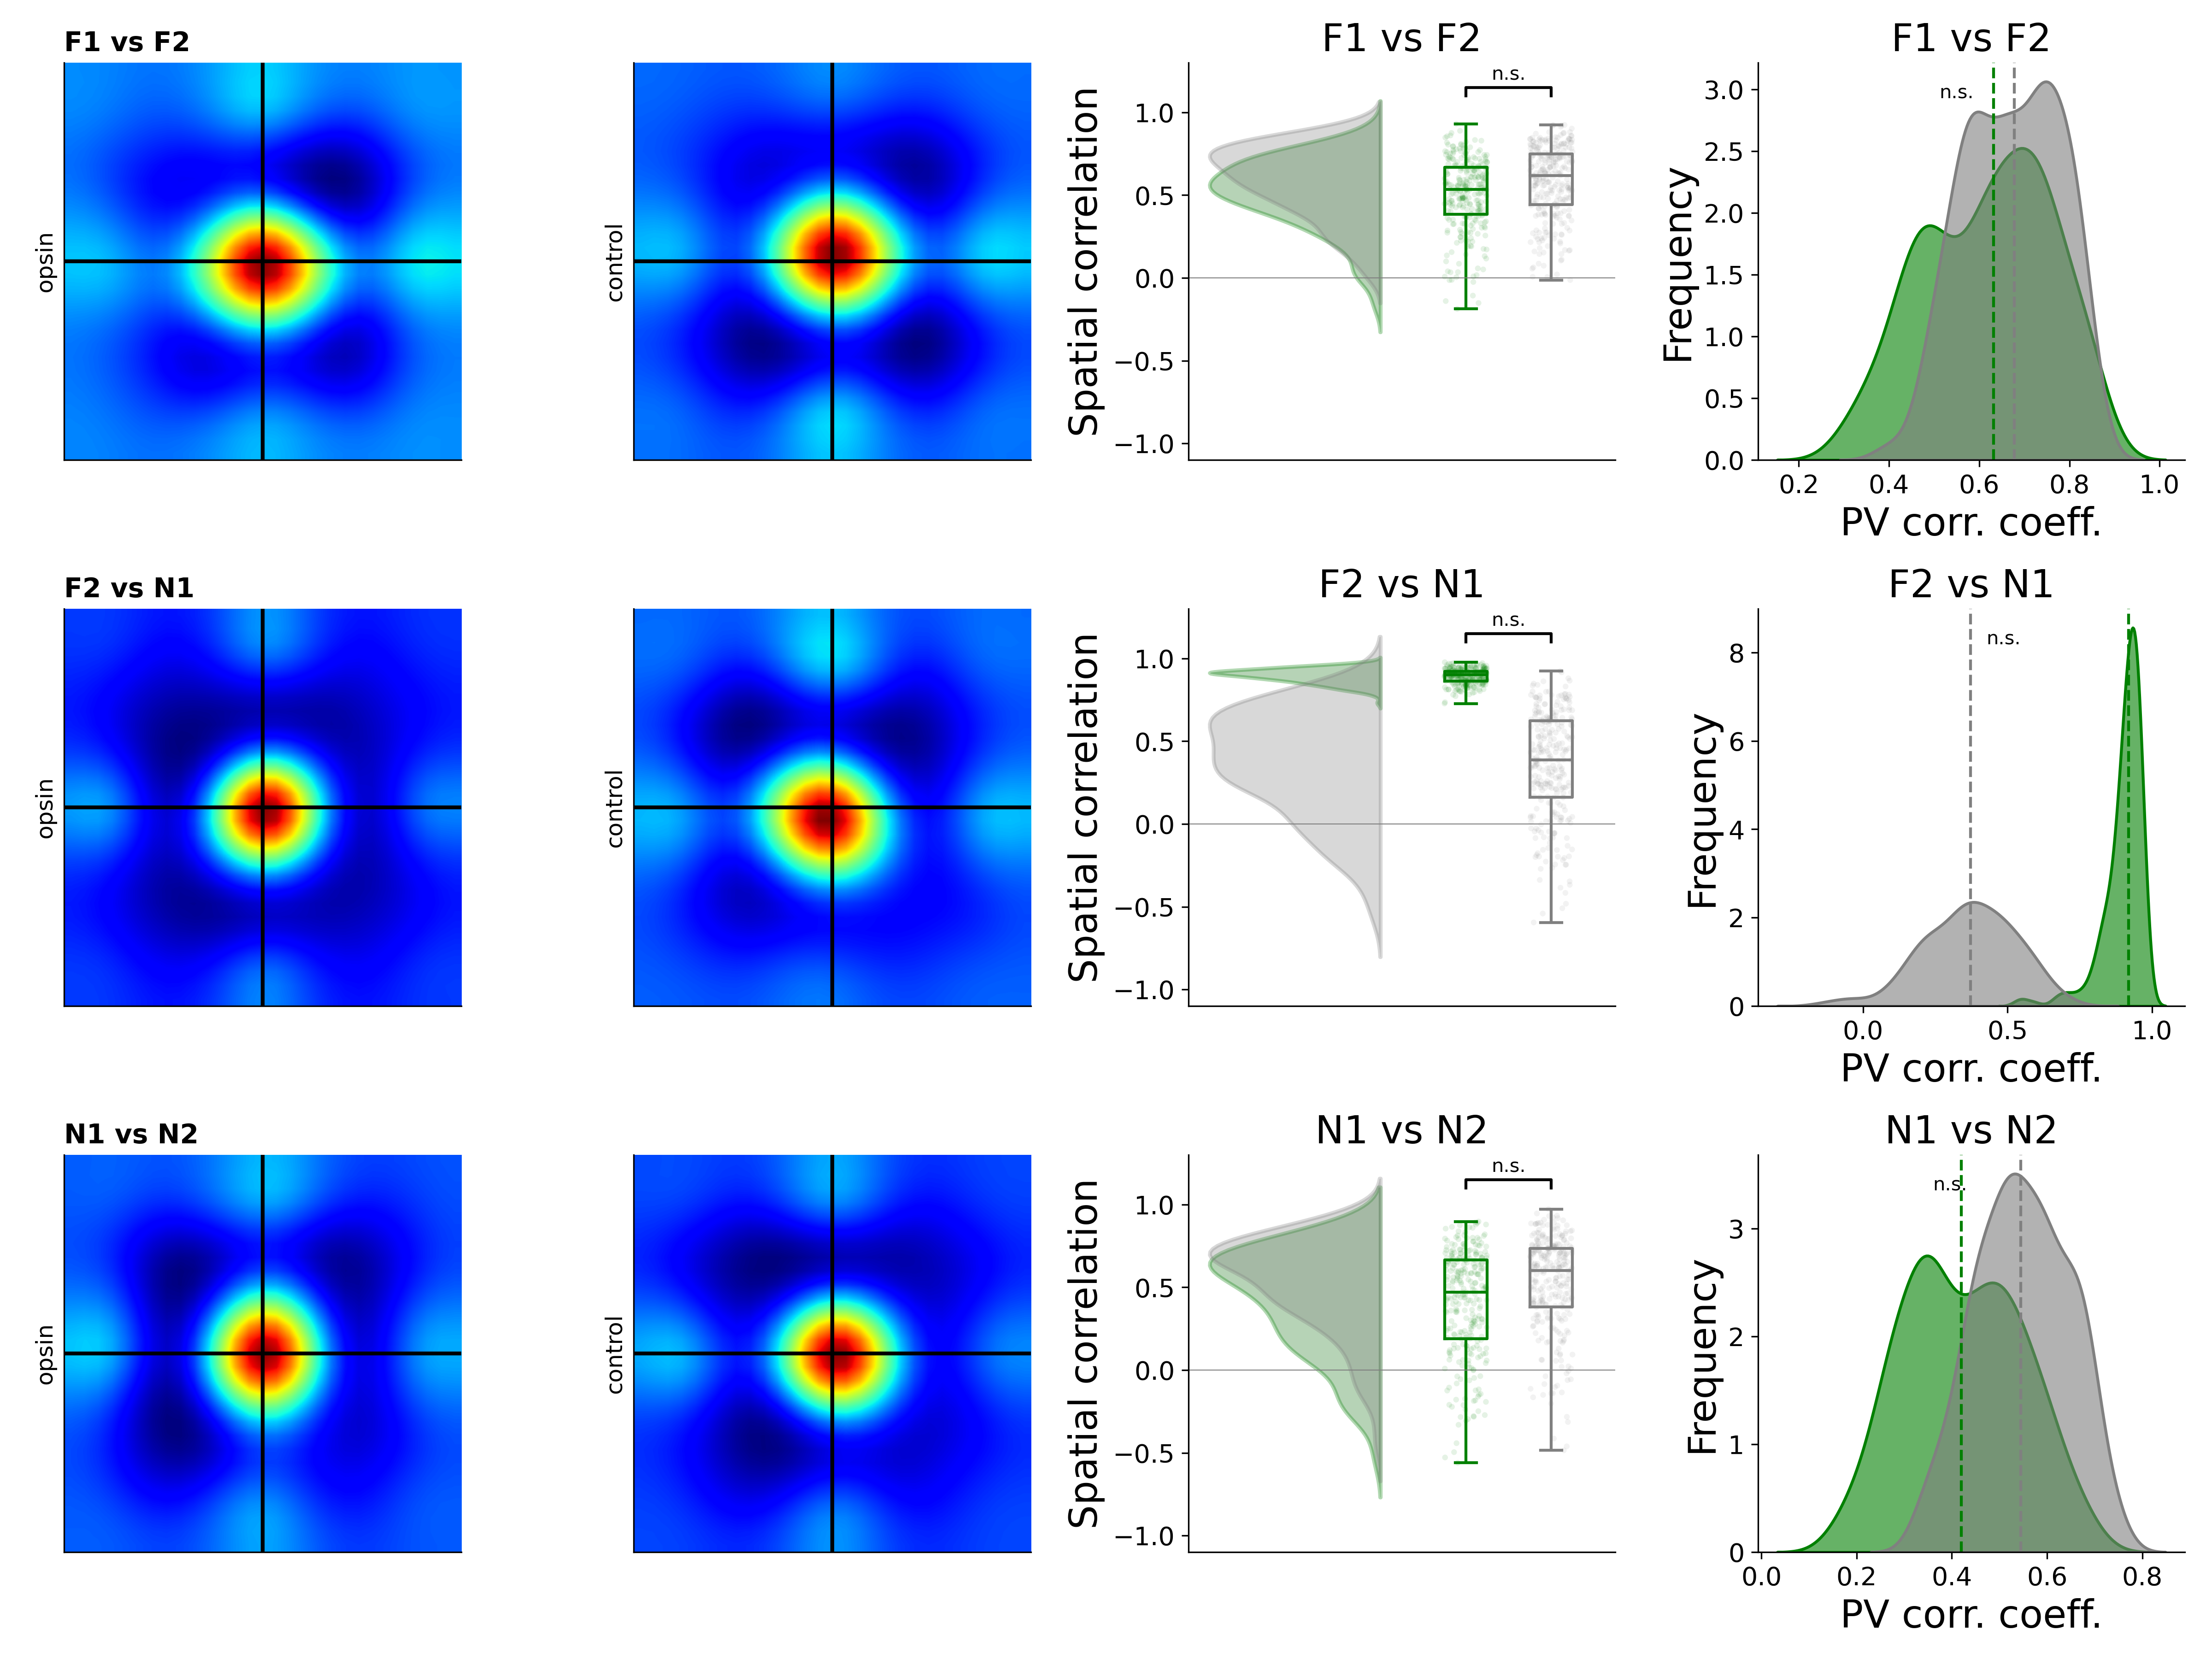 F1 vs F2
opsin
control
F1 vs F2
Spatial correlation
1.0
0.5
0.0
−0.5
−1.0
n.s.
F1 vs F2
Frequency
3.0
2.5
2.0
1.5
1.0
0.5
0.0
n.s.
0.2 0.4 0.6 0.8 1.0
PV corr. coeff.
F2 vs N1
opsin
control
F2 vs N1
Spatial correlation
1.0
0.5
0.0
−0.5
−1.0
n.s.
F2 vs N1
Frequency
8
6
4
2
0
n.s.
0.0 0.5 1.0
PV corr. coeff.
N1 vs N2
opsin
control
N1 vs N2
Spatial correlation
1.0
0.5
0.0
−0.5
−1.0
n.s.
N1 vs N2
Frequency
3
2
1
0
n.s.
0.0 0.2 0.4 0.6 0.8
PV corr. coeff.